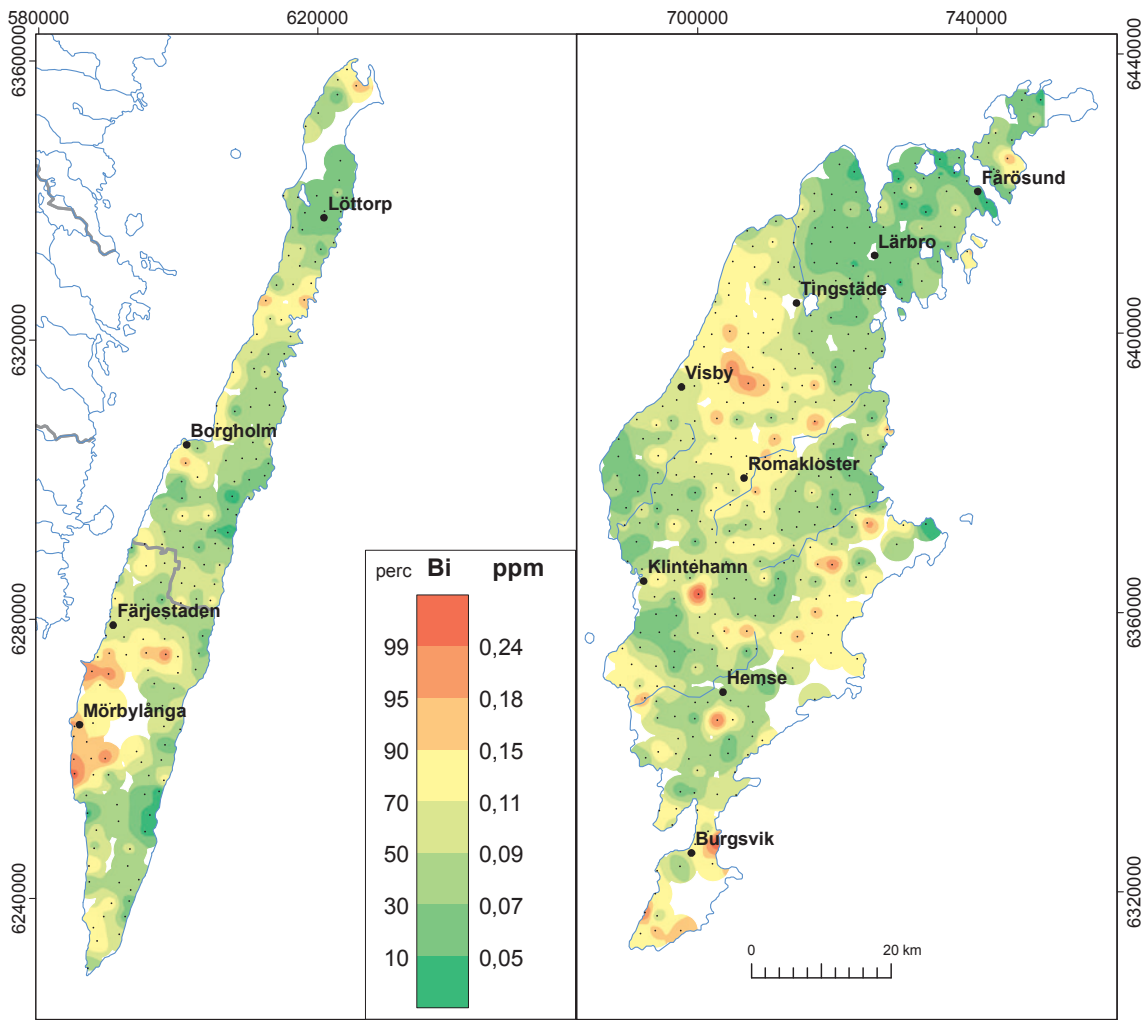 580000 620000 700000 740000
6360000
6320000
6280000
6240000
6440000
6400000
6360000
6320000
Löttorp
Borgholm
Färjestaden
Mörbylånga
Fårösund
Lärbro
Tingstäde
Visby
Romakloster
Klintehamn
Hemse
Burgsvik
perc Bi ppm
99 0,24
95 0,18
90 0,15
70 0,11
50 0,09
30 0,07
10 0,05
0 20 km